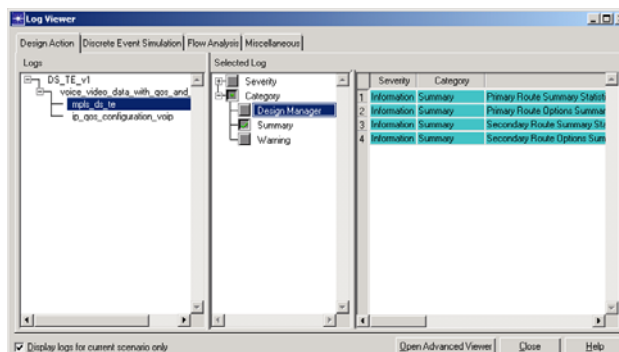 Log Viewer
Design Action Discrete Event Simulation Flow Analysis Miscellaneous
Logs
Selected Log
DS_TE_v1
voice_video_data_with_qos_and_
mpls_ds_te
ip_qos_configuration_voip
Severity
Category
Design Manager
Summary
Warning
Severity Category
1 Information Summary Primary Route Summary Statisti
2 Information Summary Primary Route Options Summar
3 Information Summary Secondary Route Summary Sta
4 Information Summary Secondary Route Options Sum
Display logs for current scenario only
Open Advanced Viewer Close Help